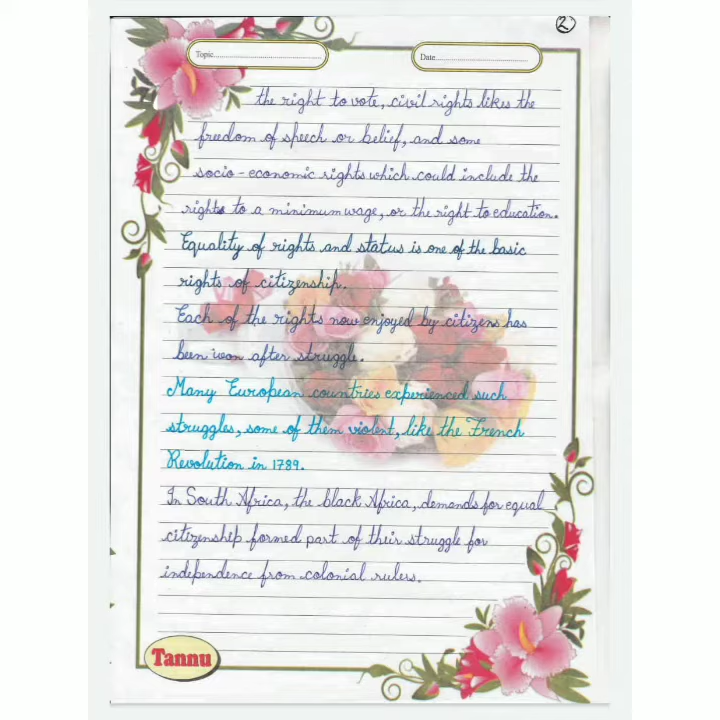 2
Topic
Date
the right to vote, civil rights likes the
freedom of speech or belief, and some
socio - economic rights which could include the
rights to a minimum wage, or the right to education.
Equality of rights and status is one of the basic
rights of citizenship.
Each of the rights now enjoyed by citizens has
been won after struggle.
Many European countries experienced such
struggles, some of them violent, like the French
Revolution in 1789.
In South Africa, the black Africa, demands for equal
citizenship formed part of their struggle for
independence from colonial rulers.
Tannu